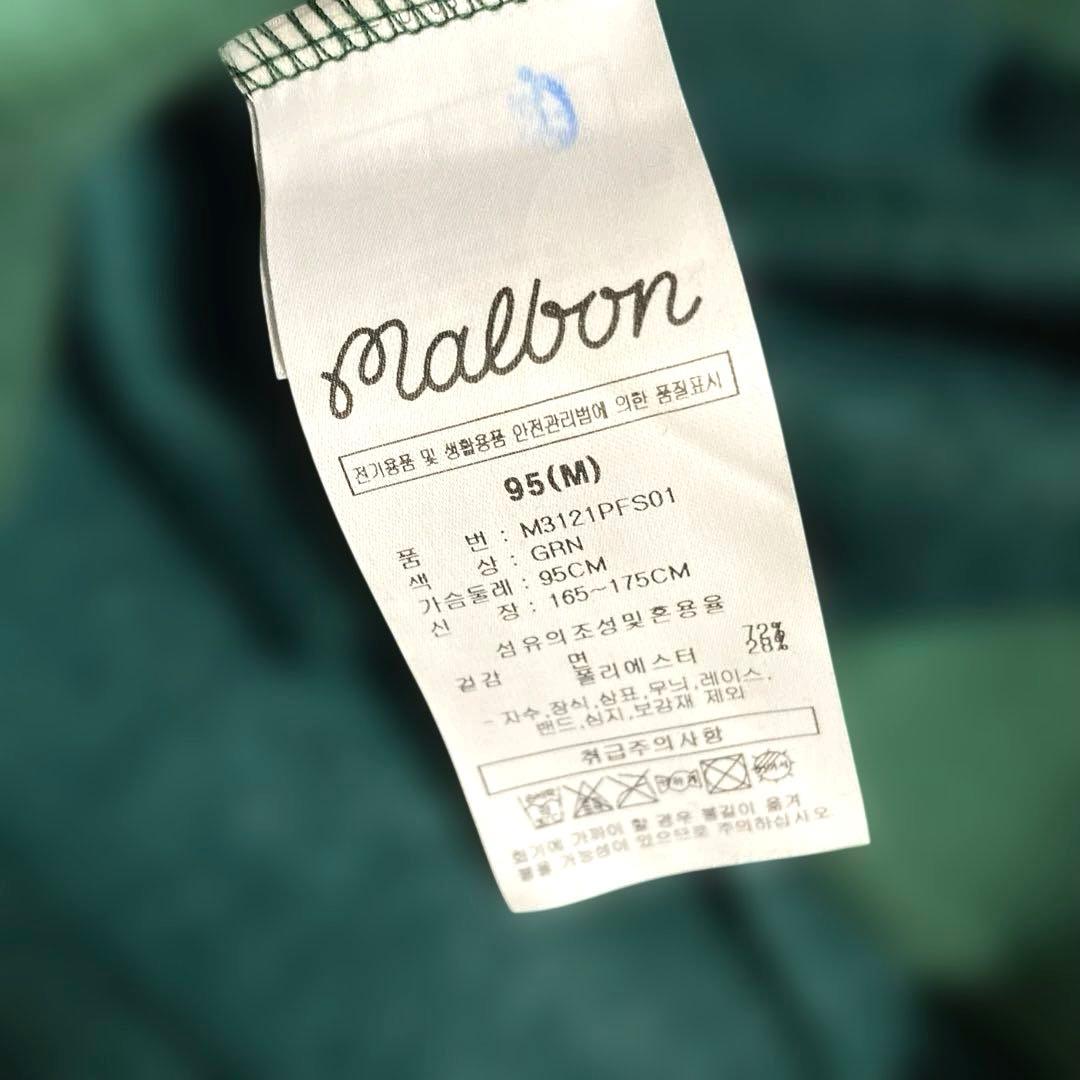 malbon
전기용품 및 생활용품 안전관리법에 의한 품질표시
95(M)
품 번 : M3121PFS01
색 상 : GRN
가슴둘레 : 95CM
신 장 : 165~175CM
섬유의조성및혼용율
겉감 면 72%
폴리에스터 28%
- 자수,장식,상표,무늬,레이스,
밴드,심지,보강재 제외
취급주의사항
화기에 가까이 할 경우 불길이 옮겨
붙을 가능성이 있으므로 주의하십시오